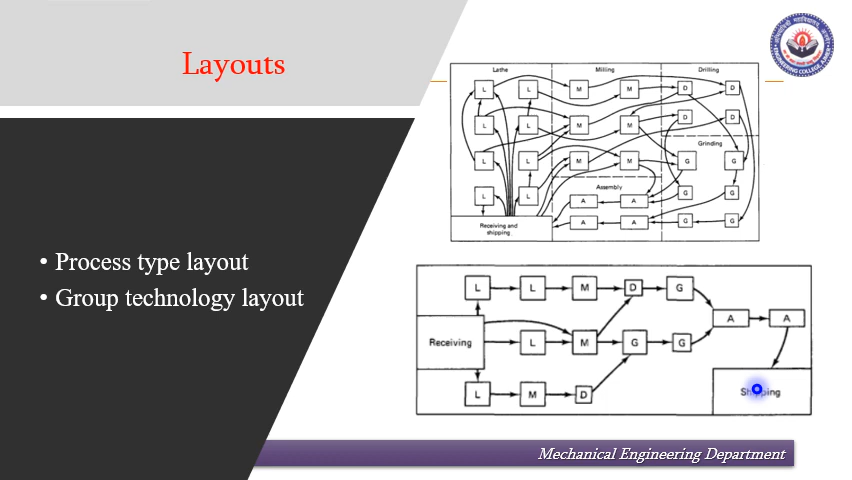 Layouts
• Process type layout
• Group technology layout
Lathe Milling Drilling
L L M M D D
L L M M D D
Grinding
L L M M G G
Assembly
L L A A G G
Receiving and
shipping
A A G G
L L M D G
A A
Receiving L M G G
L M D
Shipping
Mechanical Engineering Department